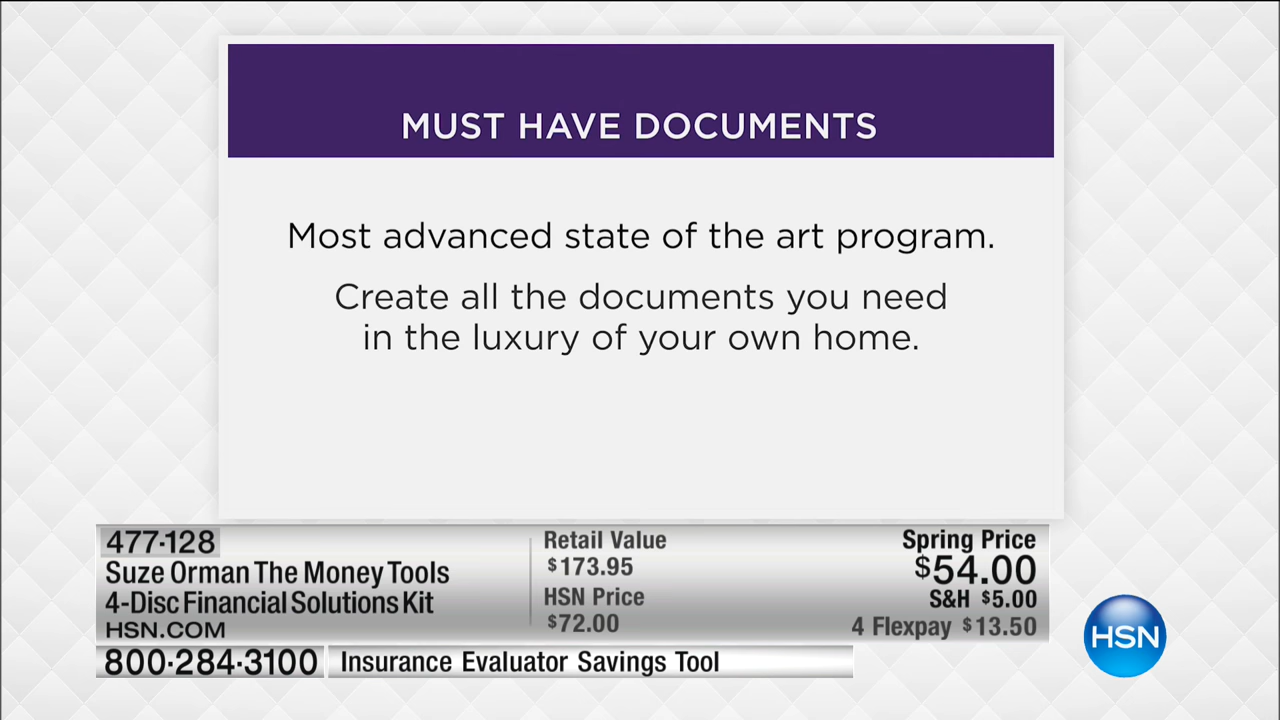 MUST HAVE DOCUMENTS
Most advanced state of the art program.
Create all the documents you need
in the luxury of your own home.
477-128
Suze Orman The Money Tools
4-Disc Financial Solutions Kit
HSN.COM
Retail Value
$173.95
HSN Price
$72.00
Spring Price
$54.00
S&H $5.00
4 Flexpay $13.50
800-284-3100
Insurance Evaluator Savings Tool
HSN